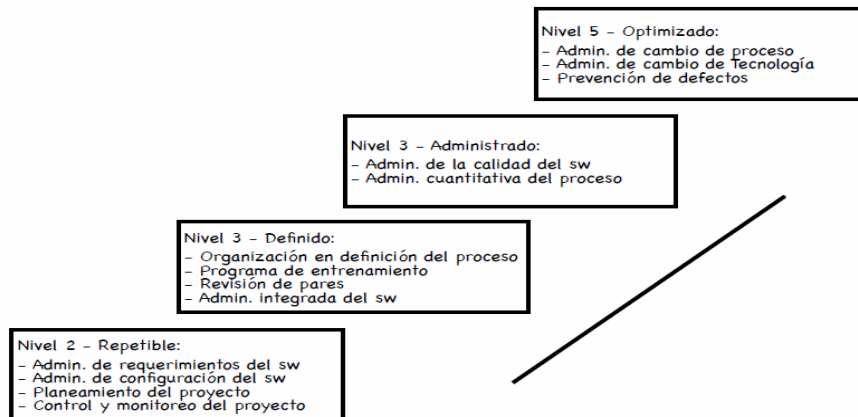 Nivel 5 - Optimizado:
- Admin. de cambio de proceso
- Admin. de cambio de Tecnología
- Prevención de defectos
Nivel 3 - Administrado:
- Admin. de la calidad del sw
- Admin. cuantitativa del proceso
Nivel 3 - Definido:
- Organización en definición del proceso
- Programa de entrenamiento
- Revisión de pares
- Admin. integrada del sw
Nivel 2 - Repetible:
- Admin. de requerimientos del sw
- Admin. de configuración del sw
- Planeamiento del proyecto
- Control y monitoreo del proyecto